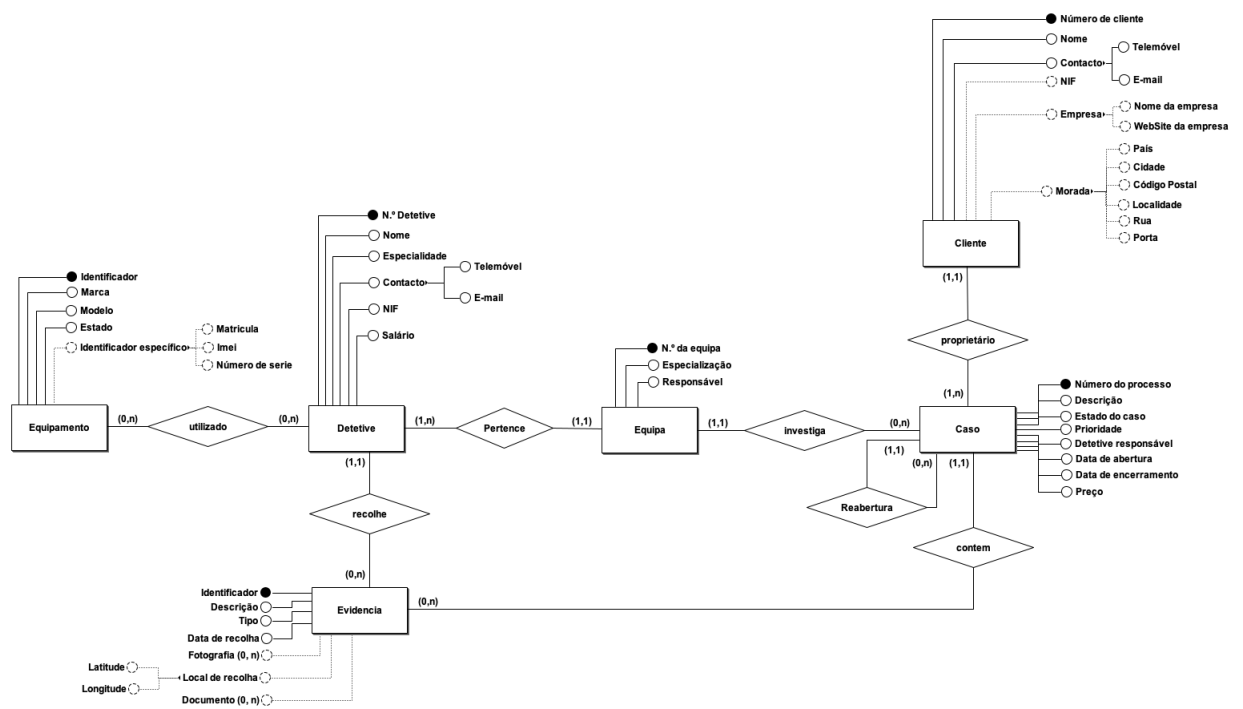 Número de cliente
Nome
Contacto
Telemóvel
E-mail
NIF
Empresa
Nome da empresa
WebSite da empresa
Morada
País
Cidade
Código Postal
Localidade
Rua
Porta
Cliente
(1,1)
proprietário
(1,n)
N.º Detetive
Nome
Especialidade
Contacto
Telemóvel
E-mail
NIF
Salário
Identificador
Marca
Modelo
Estado
Identificador específico
Matricula
Imei
Número de serie
Equipamento
(0,n)
utilizado
(0,n)
Detetive
(1,n)
Pertence
(1,1)
N.º da equipa
Especialização
Responsável
Equipa
(1,1)
investiga
(0,n)
Caso
Número do processo
Descrição
Estado do caso
Prioridade
Detetive responsável
Data de abertura
Data de encerramento
Preço
(1,1)
(0,n)
(1,1)
Reabertura
contem
(1,1)
recolhe
(0,n)
Evidencia
(0,n)
Identificador
Descrição
Tipo
Data de recolha
Fotografia (0, n)
Local de recolha
Latitude
Longitude
Documento (0, n)